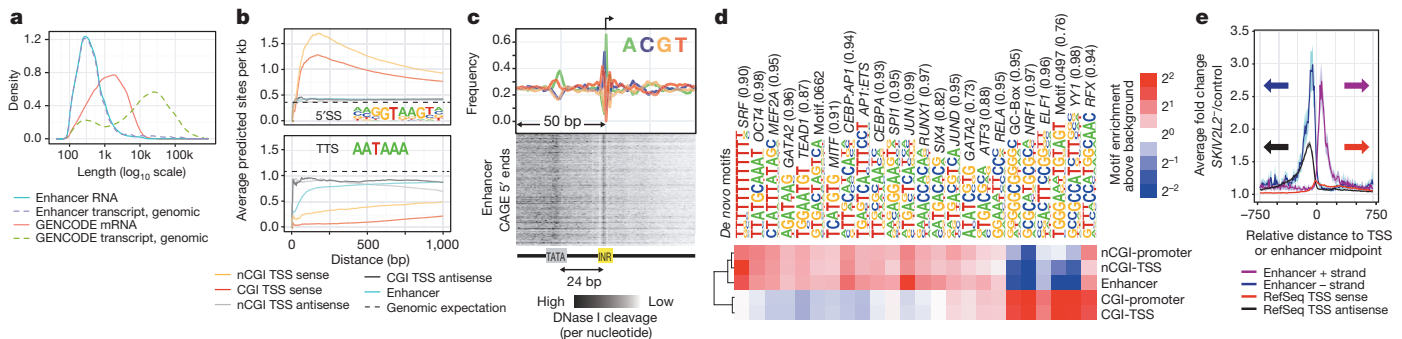 a
Density
1.2
0.8
0.4
0.0
100
1k
10k
100k
Length (log10 scale)
Enhancer RNA
Enhancer transcript, genomic
GENCODE mRNA
GENCODE transcript, genomic
b
Average predicted sites per kb
1.5
1.0
0.5
0.0
5′SS
TTS
AATAAA
1.5
1.0
0.5
0.0
0
500
1,000
Distance (bp)
nCGI TSS sense
CGI TSS sense
nCGI TSS antisense
CGI TSS antisense
Enhancer
Genomic expectation
c
Frequency
0.8
0.4
0.2
0.0
A C G T
50 bp
Enhancer
CAGE 5′ ends
TATA
INR
24 bp
High
Low
DNase I cleavage
(per nucleotide)
d
De novo motifs
SRF (0.90)
OCT4 (0.98)
MEF2A (0.95)
GATA2 (0.96)
TEAD1 (0.87)
Motif.0662
MITF (0.91)
CEBP:AP1 (0.94)
AP1:ETS
CEBPA (0.93)
SPI1 (0.95)
JUN (0.99)
RUNX1 (0.97)
SIX4 (0.82)
JUND (0.95)
GATA2 (0.73)
ATF3 (0.88)
RELA (0.95)
GC-Box (0.95)
NRF1 (0.97)
ELF1 (0.96)
Motif.0497 (0.76)
YY1 (0.98)
RFX (0.94)
Motif enrichment
above background
2²
2¹
2⁰
2⁻¹
2⁻²
nCGI-promoter
nCGI-TSS
Enhancer
CGI-promoter
CGI-TSS
e
Average fold change
SKIV2L2⁻/control
3.5
3.0
2.5
2.0
1.5
1.0
−750
0
750
Relative distance to TSS
or enhancer midpoint
Enhancer + strand
Enhancer − strand
RefSeq TSS sense
RefSeq TSS antisense